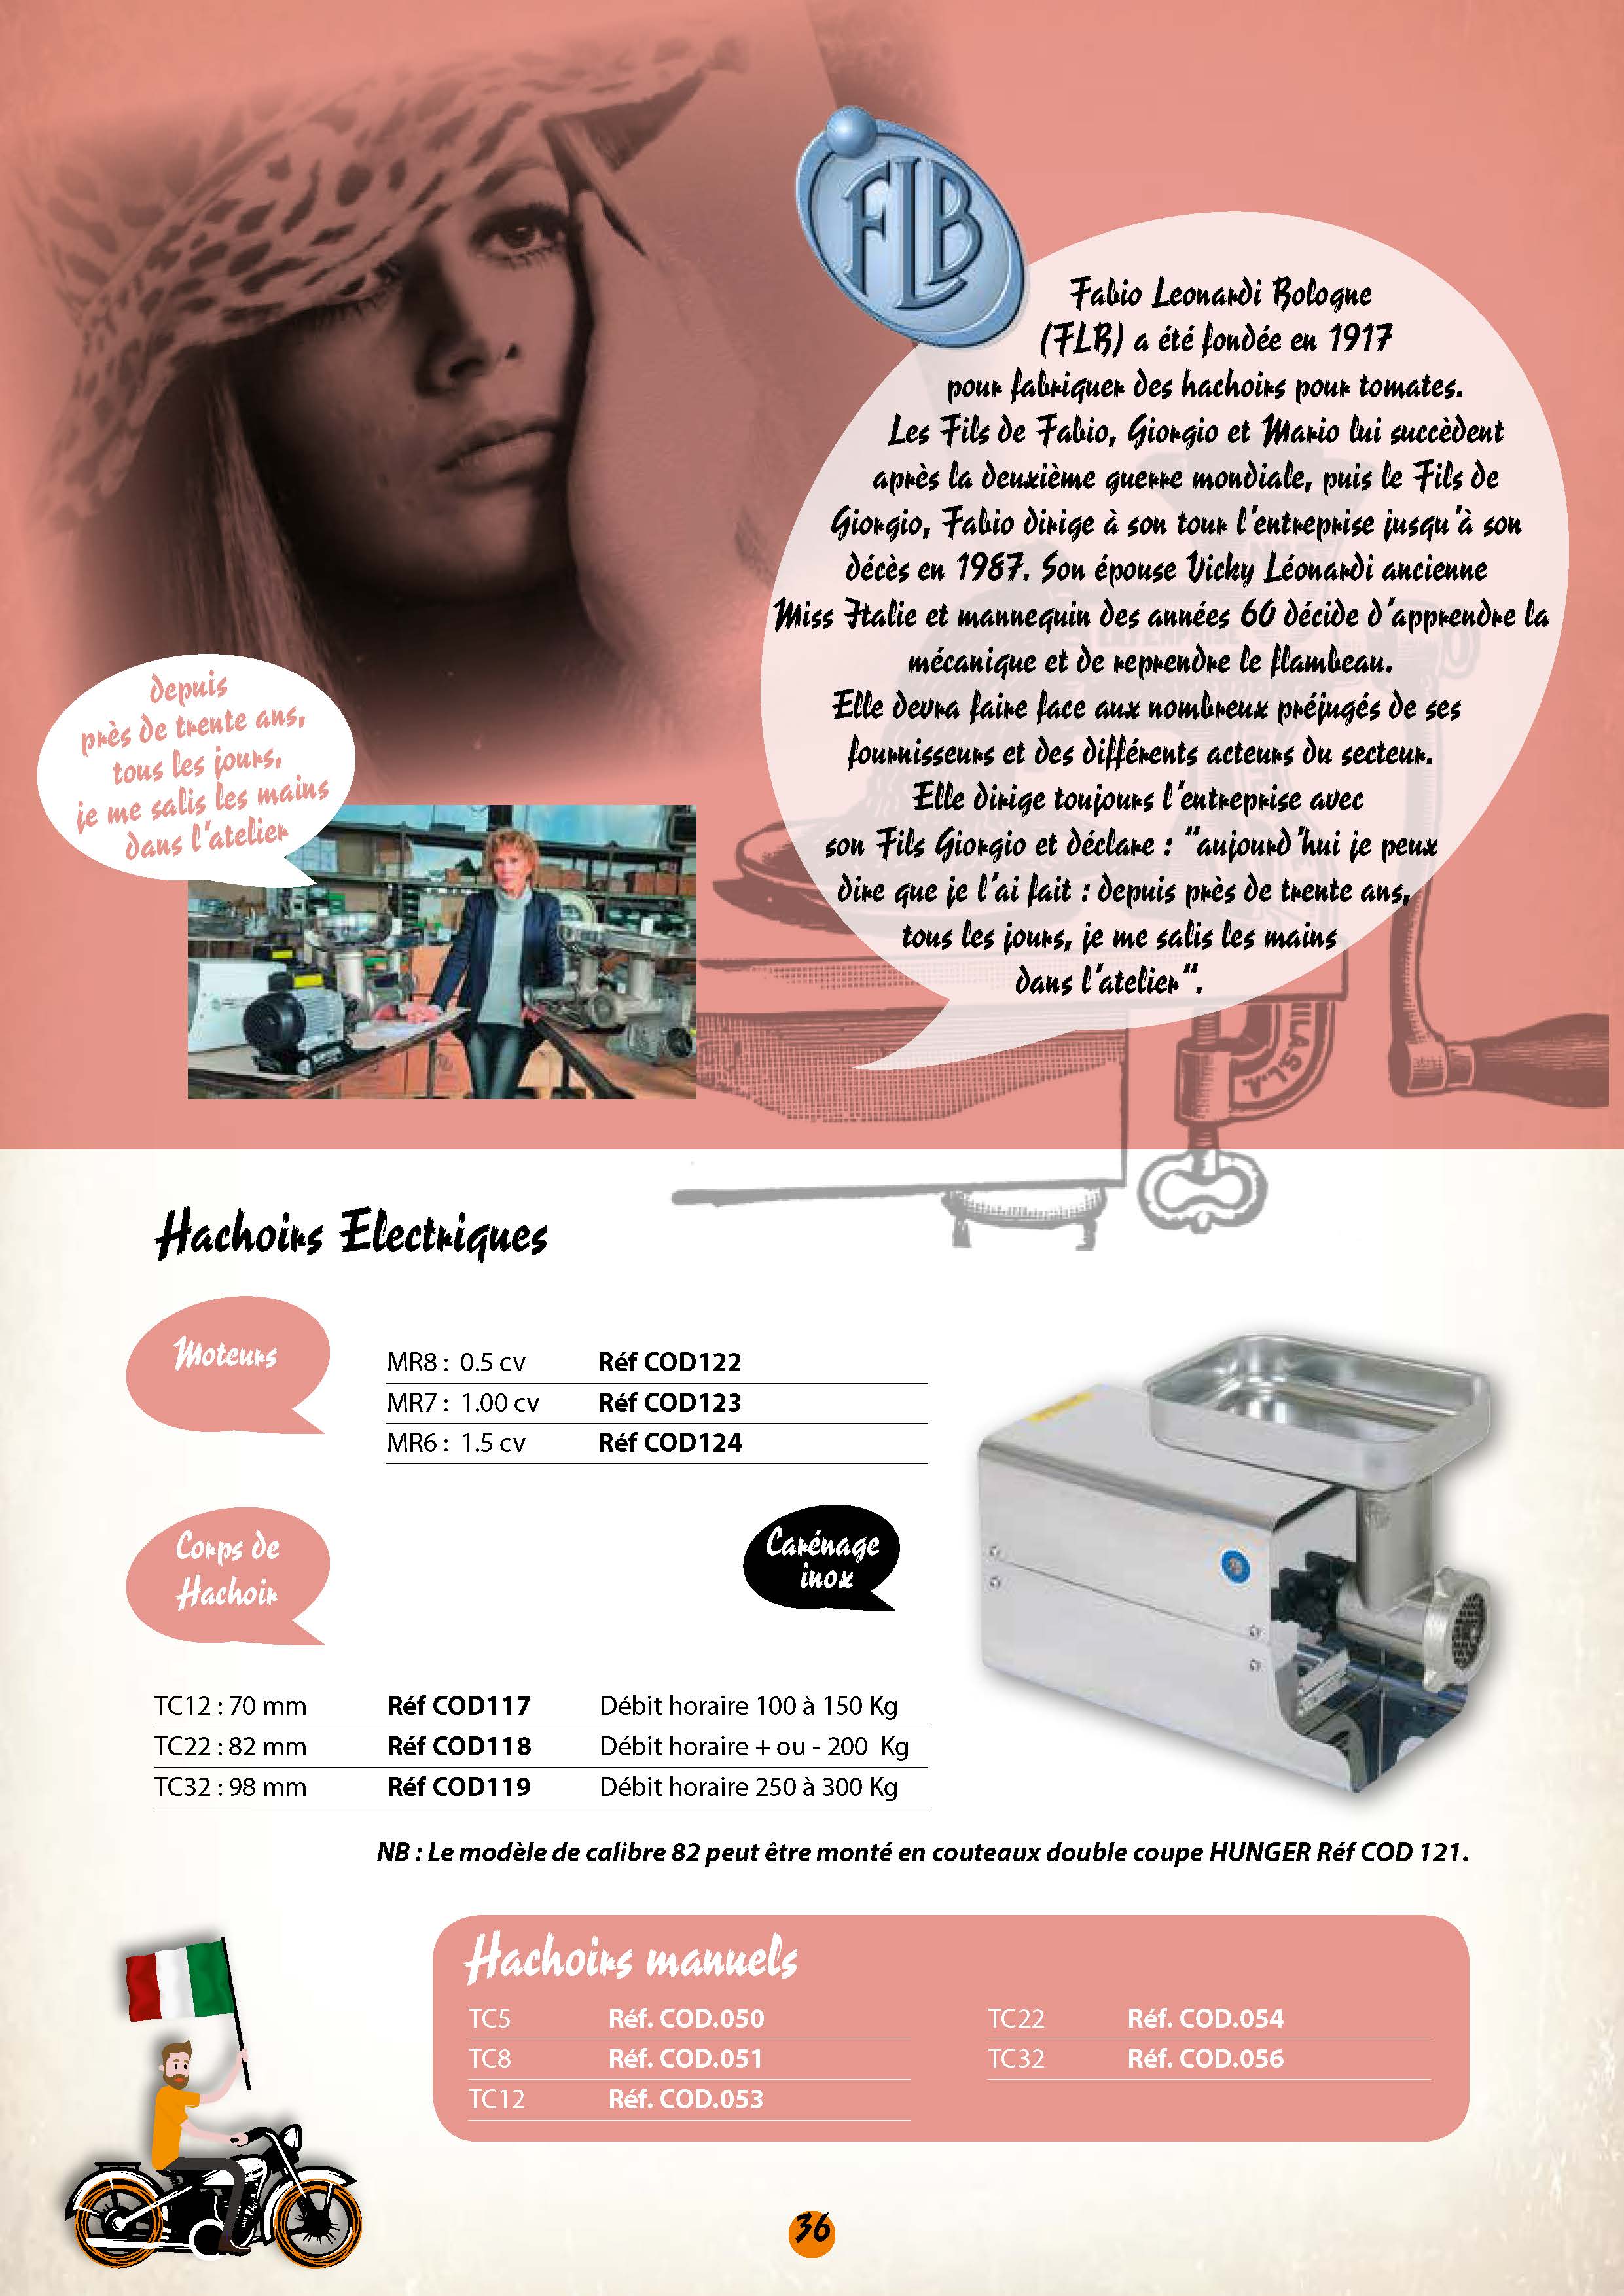 FLB
Fabio Leonardi Bologne
(FLB) a été fondée en 1917
pour fabriquer des hachoirs pour tomates.
Les Fils de Fabio, Giorgio et Mario lui succèdent
après la deuxième guerre mondiale, puis le Fils de
Giorgio, Fabio dirige à son tour l'entreprise jusqu'à son
décès en 1987. Son épouse Vicky Léonardi ancienne
Miss Italie et mannequin des années 60 décide d'apprendre la
mécanique et de reprendre le flambeau.
Elle devra faire face aux nombreux préjugés de ses
fournisseurs et des différents acteurs du secteur.
Elle dirige toujours l'entreprise avec
son Fils Giorgio et déclare : "aujourd'hui je peux
dire que je l'ai fait : depuis près de trente ans,
tous les jours, je me salis les mains
dans l'atelier".
depuis
près de trente ans,
tous les jours,
je me salis les mains
dans l'atelier
Hachoirs Electriques
Moteurs
MR8 : 0.5 cv Réf COD122
MR7 : 1.00 cv Réf COD123
MR6 : 1.5 cv Réf COD124
Corps de
Hachoir
Carénage
inox
TC12 : 70 mm Réf COD117 Débit horaire 100 à 150 Kg
TC22 : 82 mm Réf COD118 Débit horaire + ou - 200 Kg
TC32 : 98 mm Réf COD119 Débit horaire 250 à 300 Kg
NB : Le modèle de calibre 82 peut être monté en couteaux double coupe HUNGER Réf COD 121.
Hachoirs manuels
TC5 Réf. COD.050 TC22 Réf. COD.054
TC8 Réf. COD.051 TC32 Réf. COD.056
TC12 Réf. COD.053
36